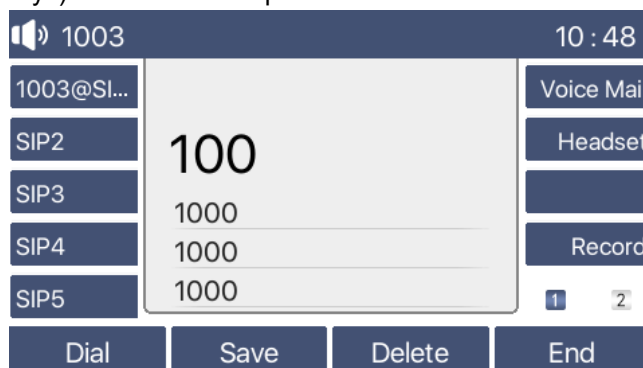 1003 10 : 48
1003@SI...
SIP2
SIP3
SIP4
SIP5
100
1000
1000
1000
Voice Mai
Headset
Record
1 2
Dial Save Delete End